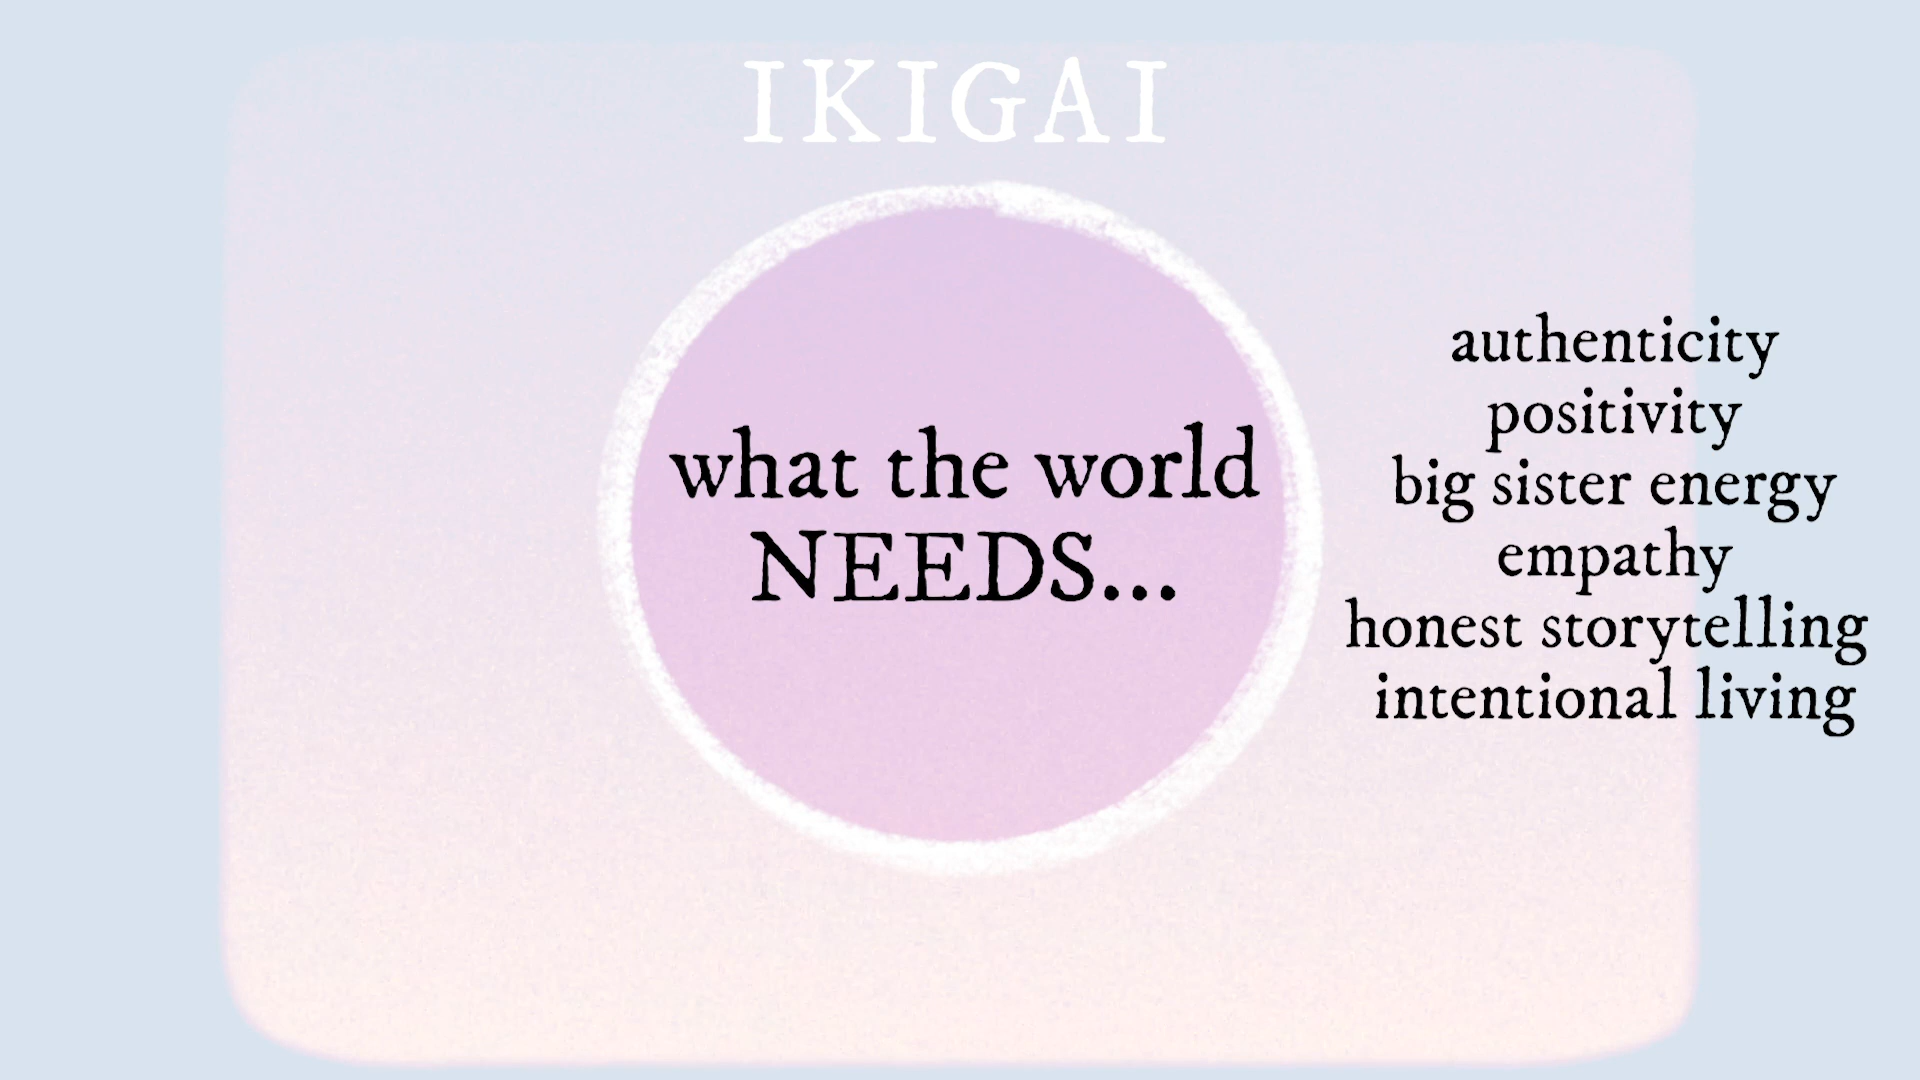 IKIGAI
what the world
NEEDS...
authenticity
positivity
big sister energy
empathy
honest storytelling
intentional living